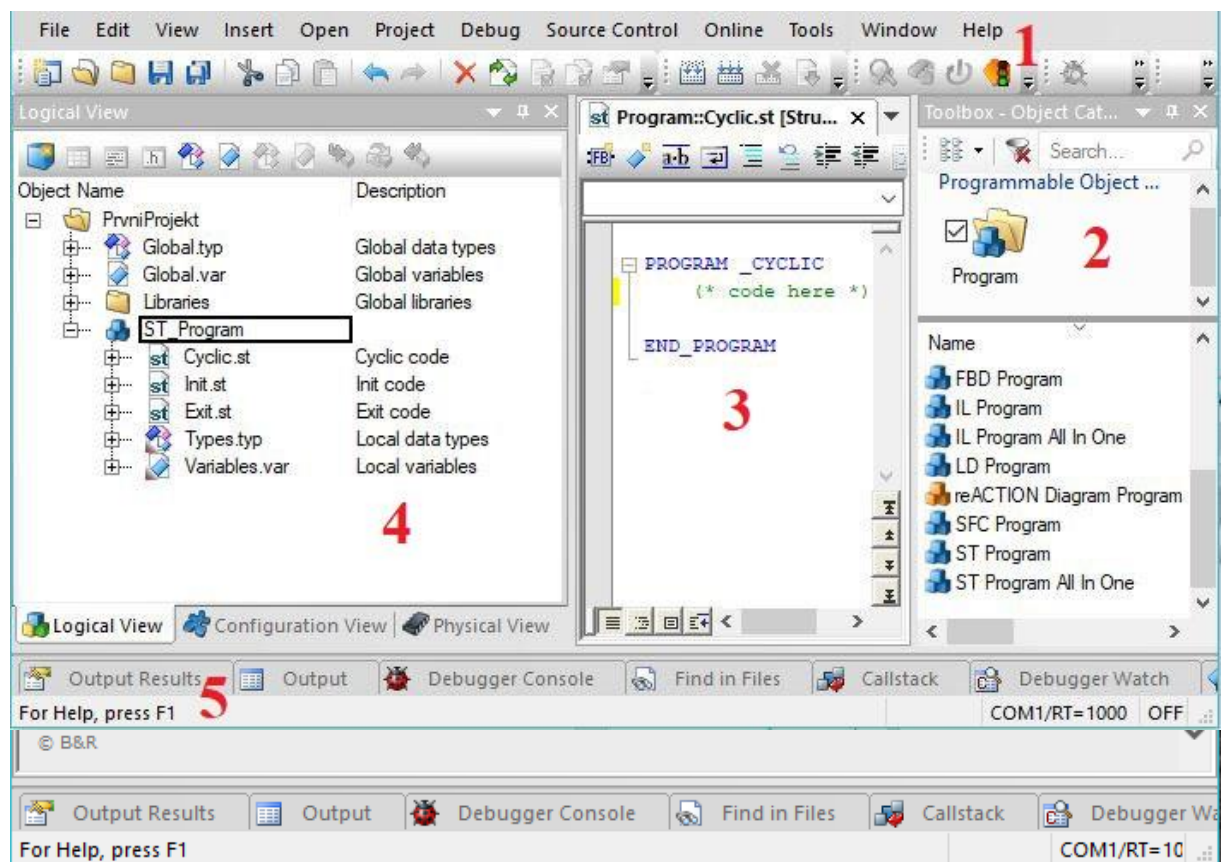 File Edit View Insert Open Project Debug Source Control Online Tools Window Help
1
Logical View
Object Name Description
PrvniProjekt
Global.typ Global data types
Global.var Global variables
Libraries Global libraries
ST_Program
Cyclic.st Cyclic code
Init.st Init code
Exit.st Exit code
Types.typ Local data types
Variables.var Local variables
4
Logical View Configuration View Physical View
st Program::Cyclic.st [Stru...
PROGRAM _CYCLIC
(* code here *)
END_PROGRAM
3
Toolbox - Object Cat...
Search...
Programmable Object ...
Program
2
Name
FBD Program
IL Program
IL Program All In One
LD Program
reACTION Diagram Program
SFC Program
ST Program
ST Program All In One
Output Results Output Debugger Console Find in Files Callstack Debugger Watch
5
For Help, press F1 COM1/RT=1000 OFF
© B&R
Output Results Output Debugger Console Find in Files Callstack Debugger Wa
For Help, press F1 COM1/RT=10